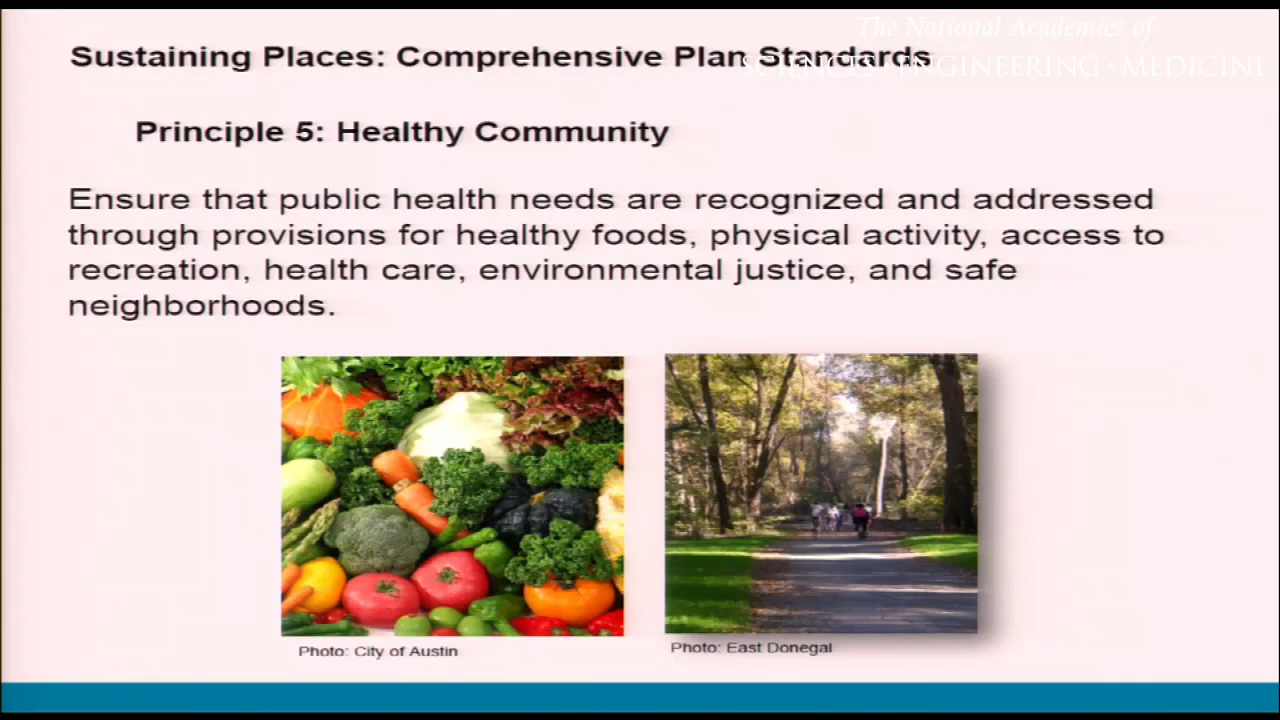 The National Academies of
SCIENCES · ENGINEERING · MEDICINE
Sustaining Places: Comprehensive Plan Standards
Principle 5: Healthy Community
Ensure that public health needs are recognized and addressed
through provisions for healthy foods, physical activity, access to
recreation, health care, environmental justice, and safe
neighborhoods.
Photo: City of Austin
Photo: East Donegal